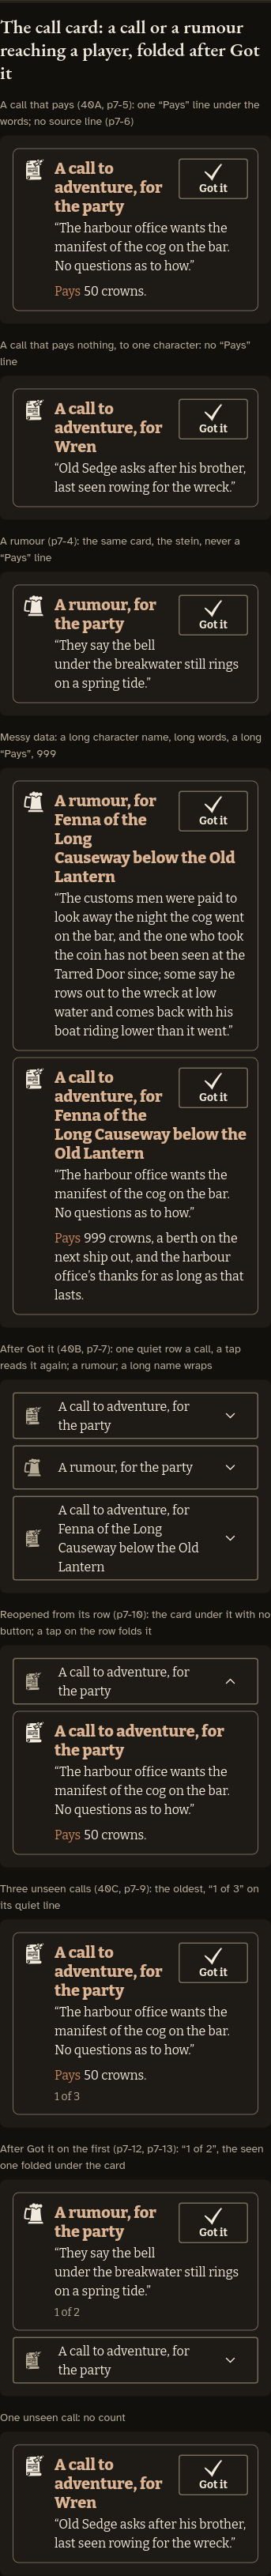 The call card: a call or a rumour
reaching a player, folded after Got
it
A call that pays (40A, p7-5): one “Pays” line under the
words; no source line (p7-6)
A call to
adventure, for
the party
Got it
“The harbour office wants the
manifest of the cog on the bar.
No questions as to how.”
Pays 50 crowns.
A call that pays nothing, to one character: no “Pays”
line
A call to
adventure, for
Wren
Got it
“Old Sedge asks after his brother,
last seen rowing for the wreck.”
A rumour (p7-4): the same card, the stein, never a
“Pays” line
A rumour, for
the party
Got it
“They say the bell
under the breakwater still rings
on a spring tide.”
Messy data: a long character name, long words, a long
“Pays”, 999
A rumour, for
Fenna of the
Long
Causeway below the Old
Lantern
Got it
“The customs men were paid to
look away the night the cog went
on the bar, and the one who took
the coin has not been seen at the
Tarred Door since; some say he
rows out to the wreck at low
water and comes back with his
boat riding lower than it went.”
A call to
adventure, for
Fenna of the
Long Causeway below the
Old Lantern
Got it
“The harbour office wants the
manifest of the cog on the bar.
No questions as to how.”
Pays 999 crowns, a berth on the
next ship out, and the harbour
office’s thanks for as long as that
lasts.
After Got it (40B, p7-7): one quiet row a call, a tap
reads it again; a rumour; a long name wraps
A call to adventure, for
the party
A rumour, for the party
A call to adventure, for
Fenna of the Long
Causeway below the Old
Lantern
Reopened from its row (p7-10): the card under it with no
button; a tap on the row folds it
A call to adventure, for
the party
A call to adventure, for
the party
“The harbour office wants the
manifest of the cog on the bar.
No questions as to how.”
Pays 50 crowns.
Three unseen calls (40C, p7-9): the oldest, “1 of 3” on
its quiet line
A call to
adventure, for
the party
Got it
“The harbour office wants the
manifest of the cog on the bar.
No questions as to how.”
Pays 50 crowns.
1 of 3
After Got it on the first (p7-12, p7-13): “1 of 2”, the seen
one folded under the card
A rumour, for
the party
Got it
“They say the bell
under the breakwater still rings
on a spring tide.”
1 of 2
A call to adventure, for
the party
One unseen call: no count
A call to
adventure, for
Wren
Got it
“Old Sedge asks after his brother,
last seen rowing for the wreck.”